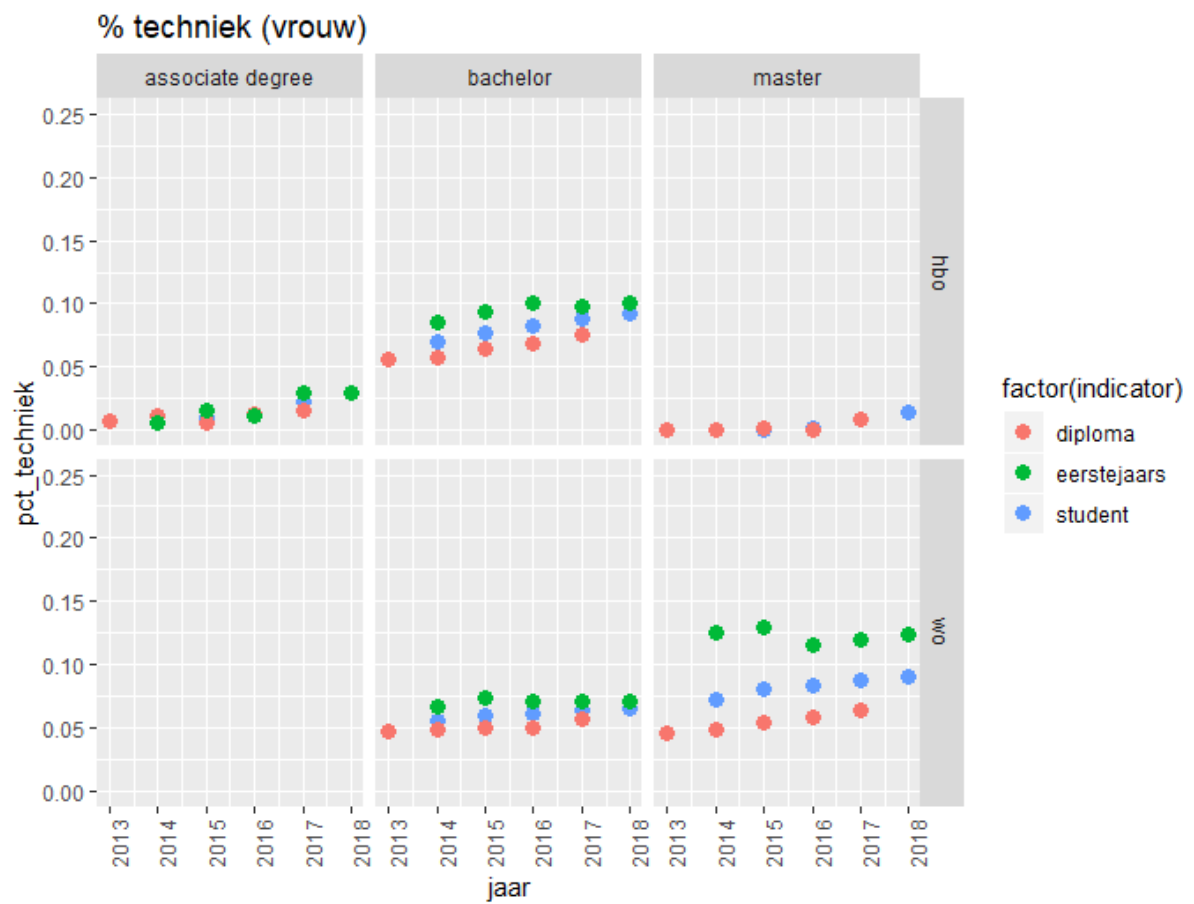 % techniek (vrouw)
associate degree
bachelor
master
0.25
0.20
0.15
0.10
0.05
0.00
hbo
0.25
0.20
0.15
0.10
0.05
0.00
wo
pct_techniek
2013 2014 2015 2016 2017 2018
2013 2014 2015 2016 2017 2018
2013 2014 2015 2016 2017 2018
jaar
factor(indicator)
diploma
eerstejaars
student